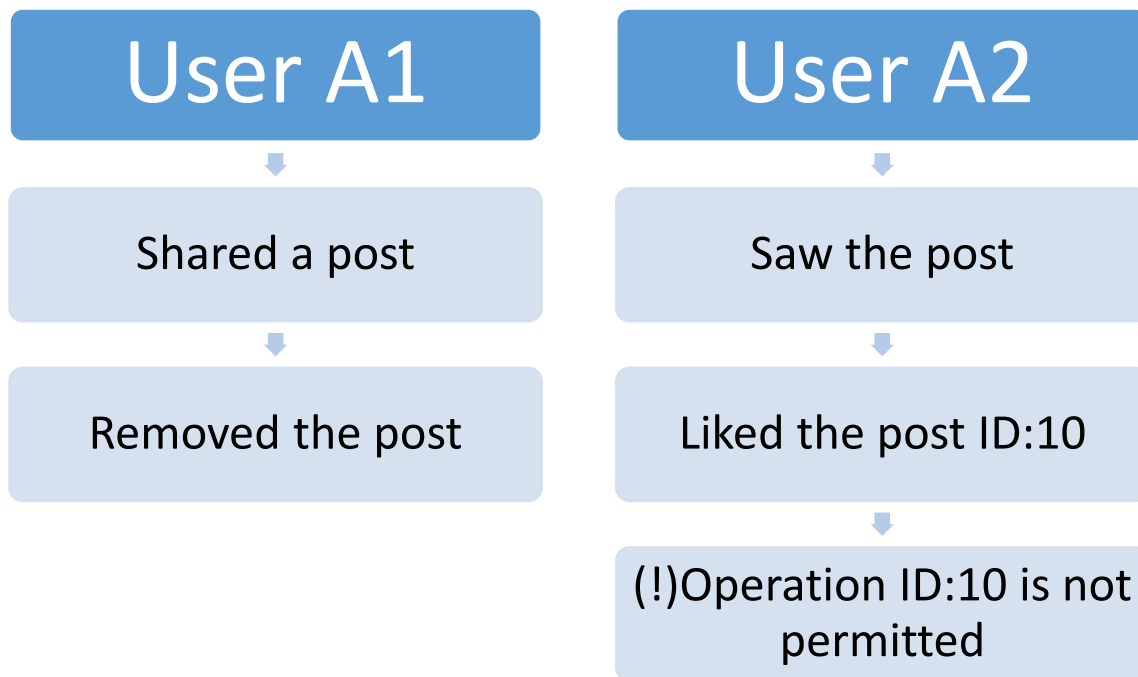 User A1
Shared a post
Removed the post
User A2
Saw the post
Liked the post ID:10
(!)Operation ID:10 is not
permitted